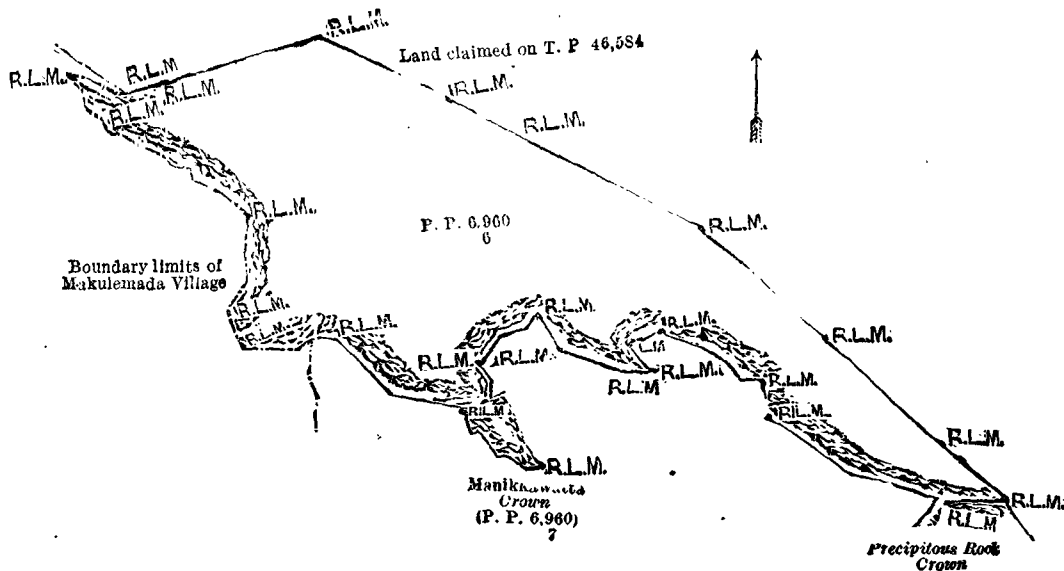 R.L.M.
Land claimed on T. P 46,584
R.L.M
R.L.M.
R.L.M.
R.L.M.
R.L.M.
R.L.M.
R.L.M.
R.L.M.
P. P. 6,960
6
R.L.M.
Boundary limits of
Makulemada Village
R.L.M.
R.L.M.
R.L.M.
R.L.M.
R.L.M.
R.L.M.
R.L.M.
R.L.M.
R.L.M.
R.L.M
R.L.M.
R.L.M.
R.L.M
R.L.M.
R.L.M.
R.L.M.
Crown
(P. P. 6,960)
7
R.L.M.
R.L.M
Precipitous Rock
Crown